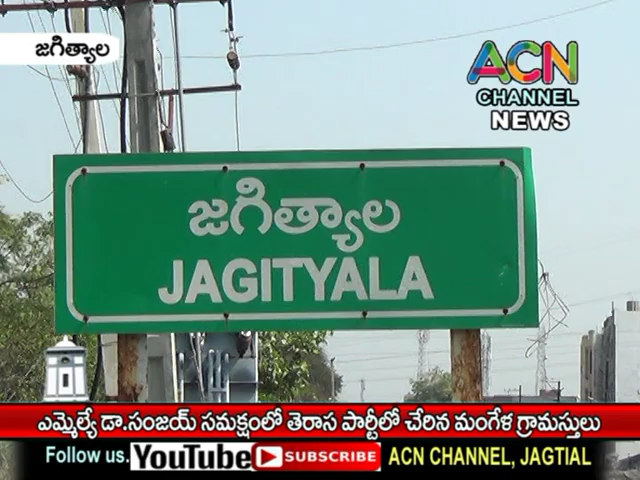 జగిత్యాల
ACN
CHANNEL
NEWS
జగిత్యాల
JAGITYALA
ఎమ్మెల్యే డా.సంజయ్ సమక్షంలో తెరాస పార్టీలో చేరిన మంగేళ గ్రామస్తులు
Follow us. YouTube SUBSCRIBE ACN CHANNEL, JAGTIAL